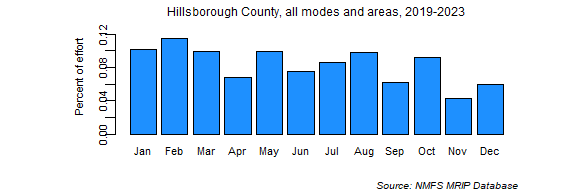 Hillsborough County, all modes and areas, 2019-2023
Percent of effort
0.12
0.08
0.04
0.00
Jan Feb Mar Apr May Jun Jul Aug Sep Oct Nov Dec
Source: NMFS MRIP Database